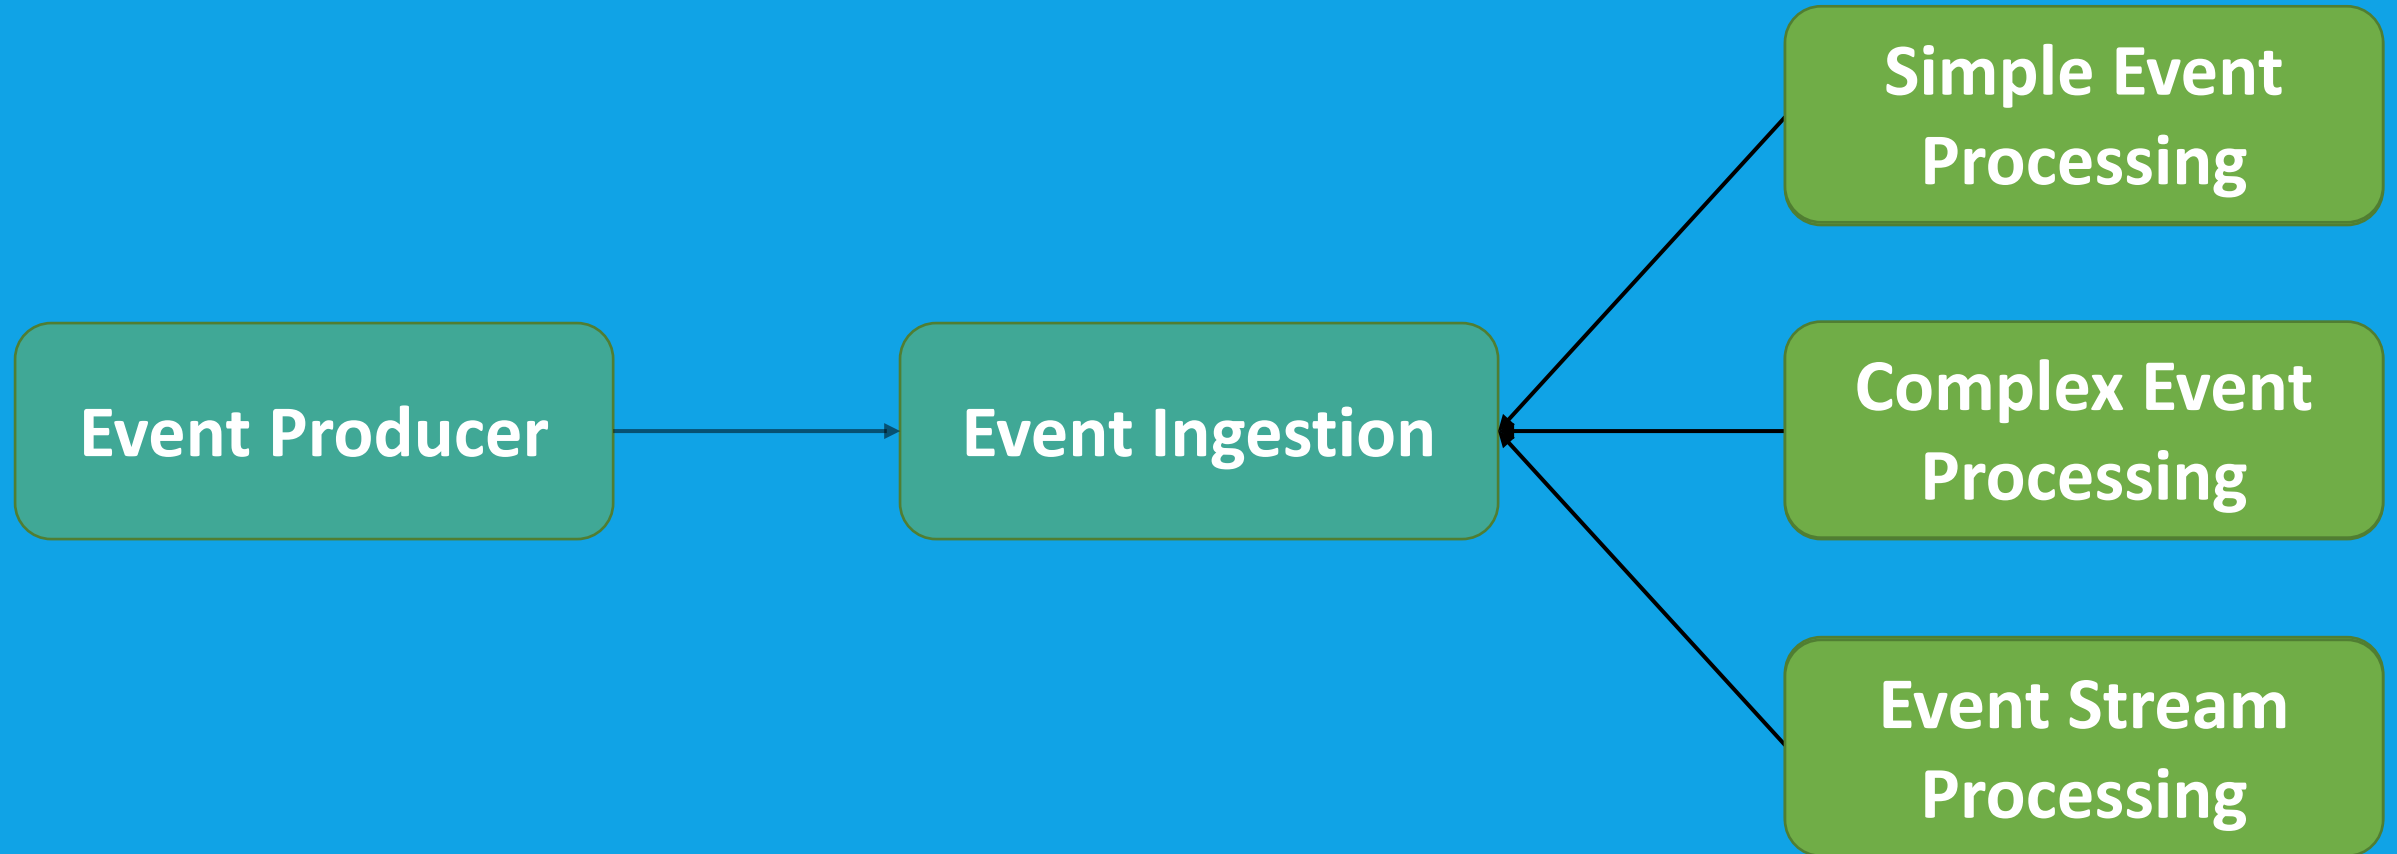 Event Producer
Event Ingestion
Simple Event
Processing
Complex Event
Processing
Event Stream
Processing